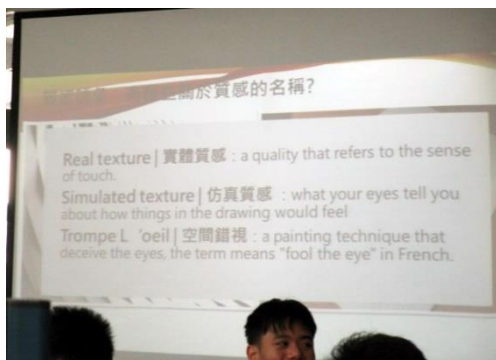 關於質感的名稱?
Real texture | 實體質感 : a quality that refers to the sense
of touch.
Simulated texture | 仿真質感 : what your eyes tell you
about how things in the drawing would feel
Trompe L 'oeil | 空間錯視 : a painting technique that
deceive the eyes, the term means "fool the eye" in French.